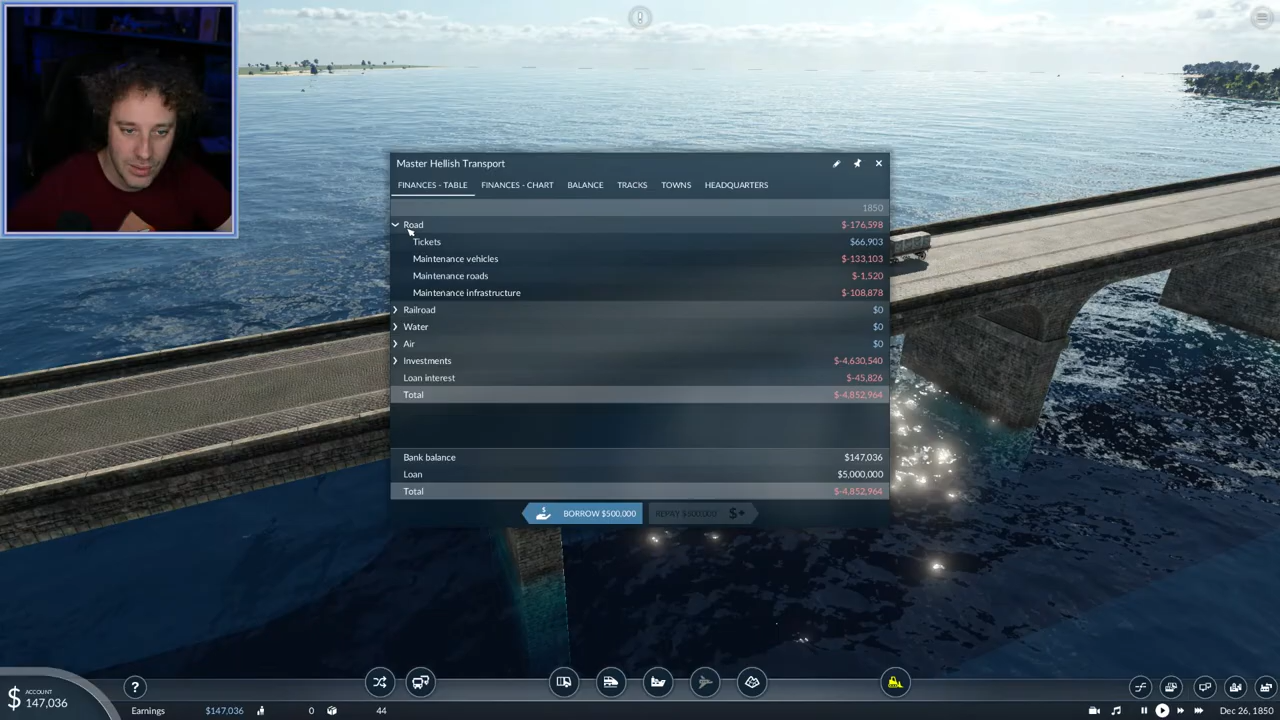 Master Hellish Transport
FINANCES - TABLE FINANCES - CHART BALANCE TRACKS TOWNS HEADQUARTERS
1850
Road $-176,598
Tickets $66,903
Maintenance vehicles $-133,103
Maintenance roads $-1,520
Maintenance infrastructure $-108,878
Railroad $0
Water $0
Air $0
Investments $-4,630,540
Loan interest $-45,826
Total $-4,852,964
Bank balance $147,036
Loan $5,000,000
Total $-4,852,964
BORROW $500,000 REPAY $500,000
$ ACCOUNT
147,036
?
Earnings $147,036 0 44 Dec 26, 1850